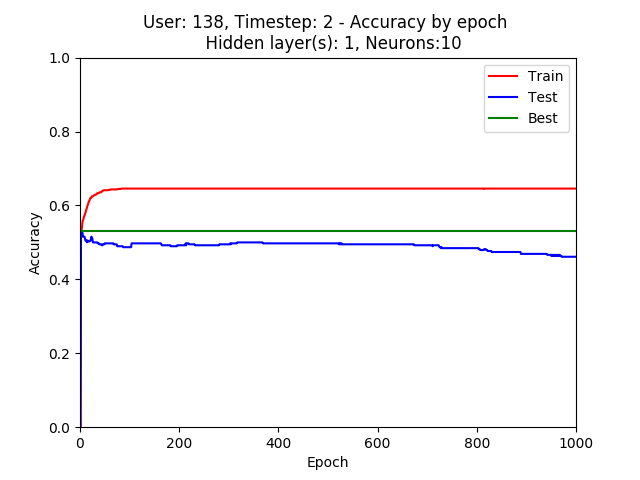 User: 138, Timestep: 2 - Accuracy by epoch
Hidden layer(s): 1, Neurons:10
1.0
Train
Test
Best
0.8
0.6
0.4
0.2
0.0
Accuracy
0 200 400 600 800 1000
Epoch